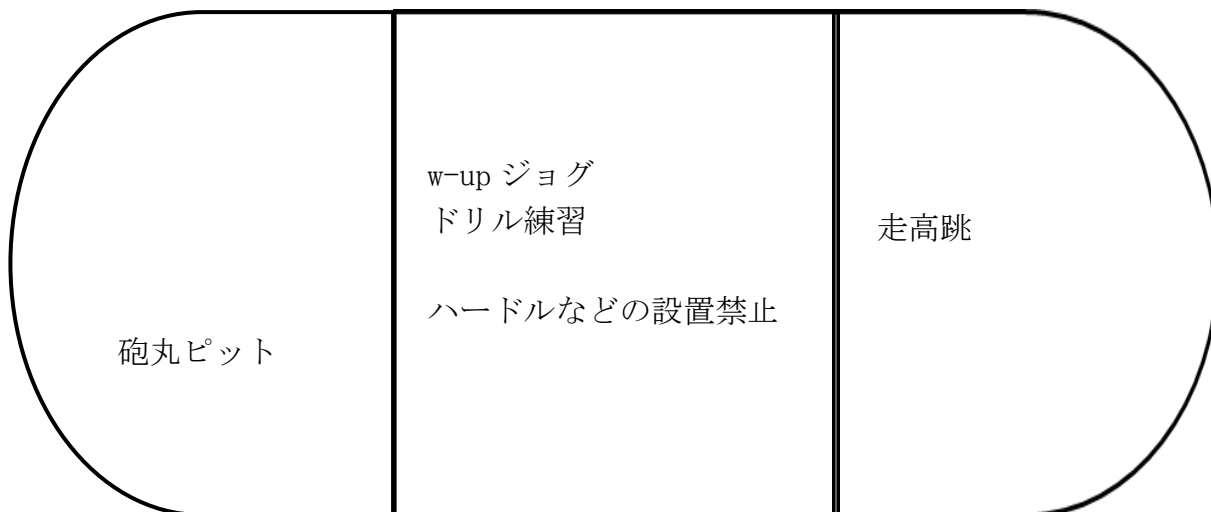 砲丸ピット
w-up ジョグ
ドリル練習
ハードルなどの設置禁止
走高跳